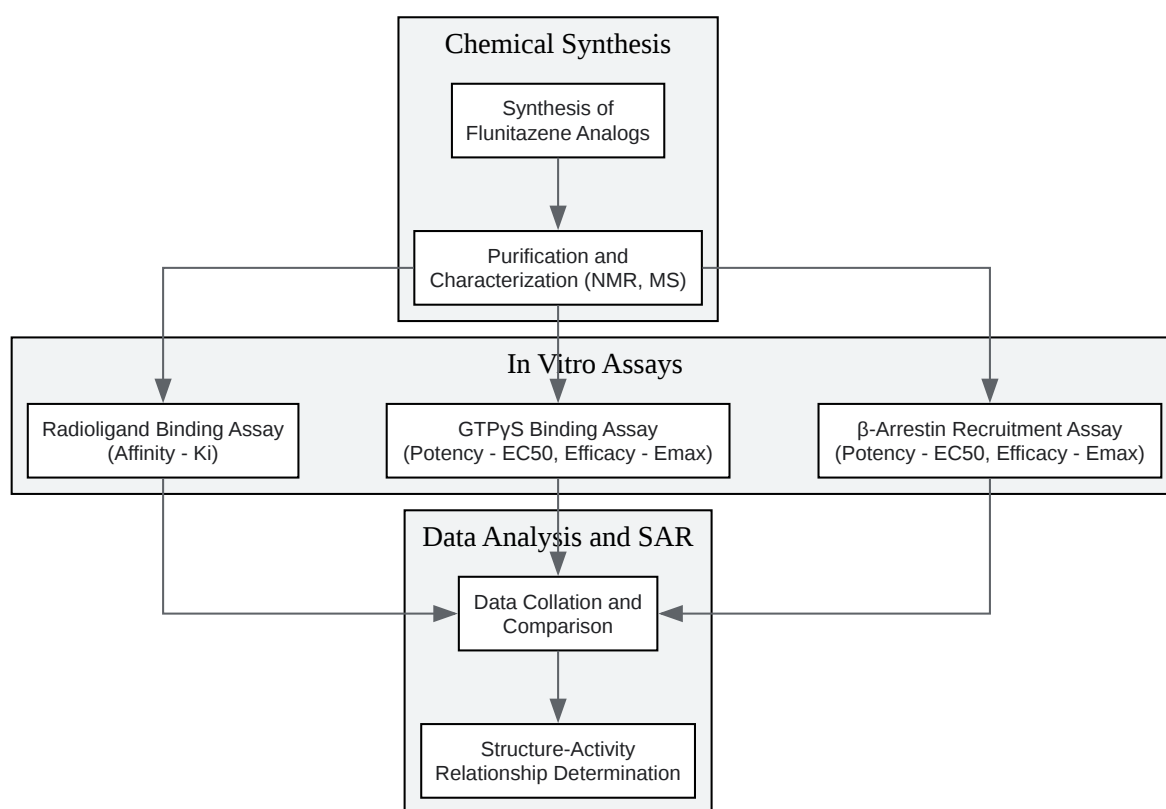 Chemical Synthesis
Synthesis of
Flunitazene Analogs
Purification and
Characterization (NMR, MS)
In Vitro Assays
Radioligand Binding Assay
(Affinity - Ki)
GTPγS Binding Assay
(Potency - EC50, Efficacy - Emax)
β-Arrestin Recruitment Assay
(Potency - EC50, Efficacy - Emax)
Data Analysis and SAR
Data Collation and
Comparison
Structure-Activity
Relationship Determination